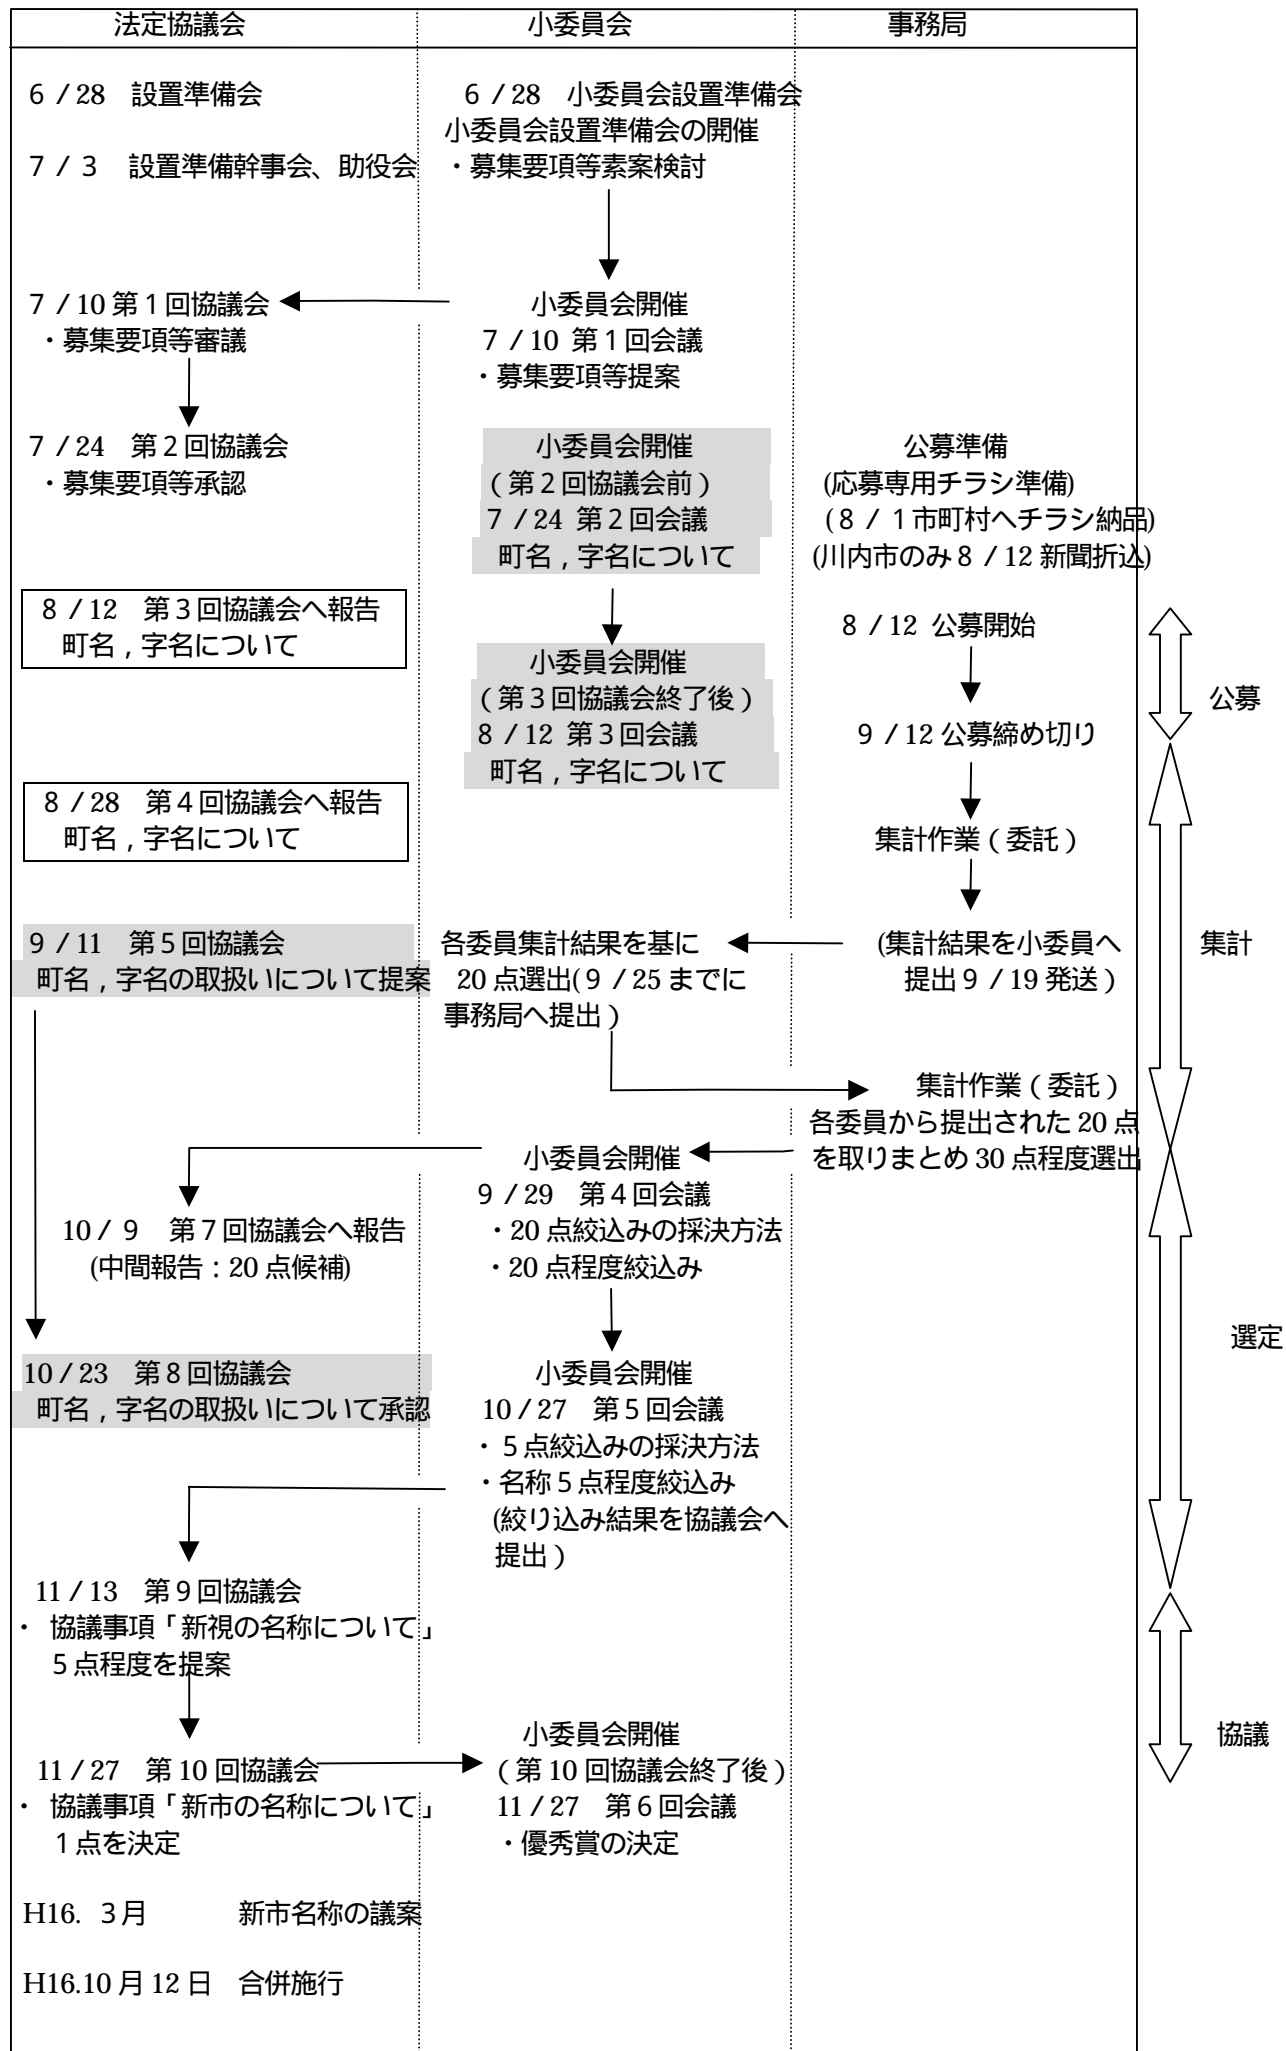 法定協議会
小委員会
事務局
6／28　設置準備会
7／3　設置準備幹事会、助役会
6／28　小委員会設置準備会
小委員会設置準備会の開催
・募集要項等素案検討
7／10 第1回協議会
・募集要項等審議
小委員会開催
7／10 第1回会議
・募集要項等提案
7／24　第2回協議会
・募集要項等承認
小委員会開催
（第2回協議会前）
7／24 第2回会議
町名，字名について
公募準備
(応募専用チラシ準備)
(8／1市町村へチラシ納品)
(川内市のみ8／12 新聞折込)
8／12　第3回協議会へ報告
町名，字名について
小委員会開催
（第3回協議会終了後）
8／12 第3回会議
町名，字名について
8／12 公募開始
9／12 公募締め切り
公募
8／28　第4回協議会へ報告
町名，字名について
集計作業（委託）
9／11　第5回協議会
町名，字名の取扱いについて提案
各委員集計結果を基に
20点選出(9／25までに
事務局へ提出）
(集計結果を小委員へ
提出9／19発送）
集計
集計作業（委託）
各委員から提出された20点
を取りまとめ30点程度選出
小委員会開催
9／29　第4回会議
・20点絞込みの採決方法
・20点程度絞込み
10／9　第7回協議会へ報告
(中間報告：20点候補)
選定
10／23　第8回協議会
町名，字名の取扱いについて承認
小委員会開催
10／27　第5回会議
・5点絞込みの採決方法
・名称5点程度絞込み
(絞り込み結果を協議会へ
提出）
11／13　第9回協議会
・ 協議事項「新視の名称について」
5点程度を提案
11／27　第10回協議会
・ 協議事項「新市の名称について」
1点を決定
小委員会開催
（第10回協議会終了後）
11／27　第6回会議
・優秀賞の決定
協議
H16. 3月　　　新市名称の議案
H16.10月12日　合併施行